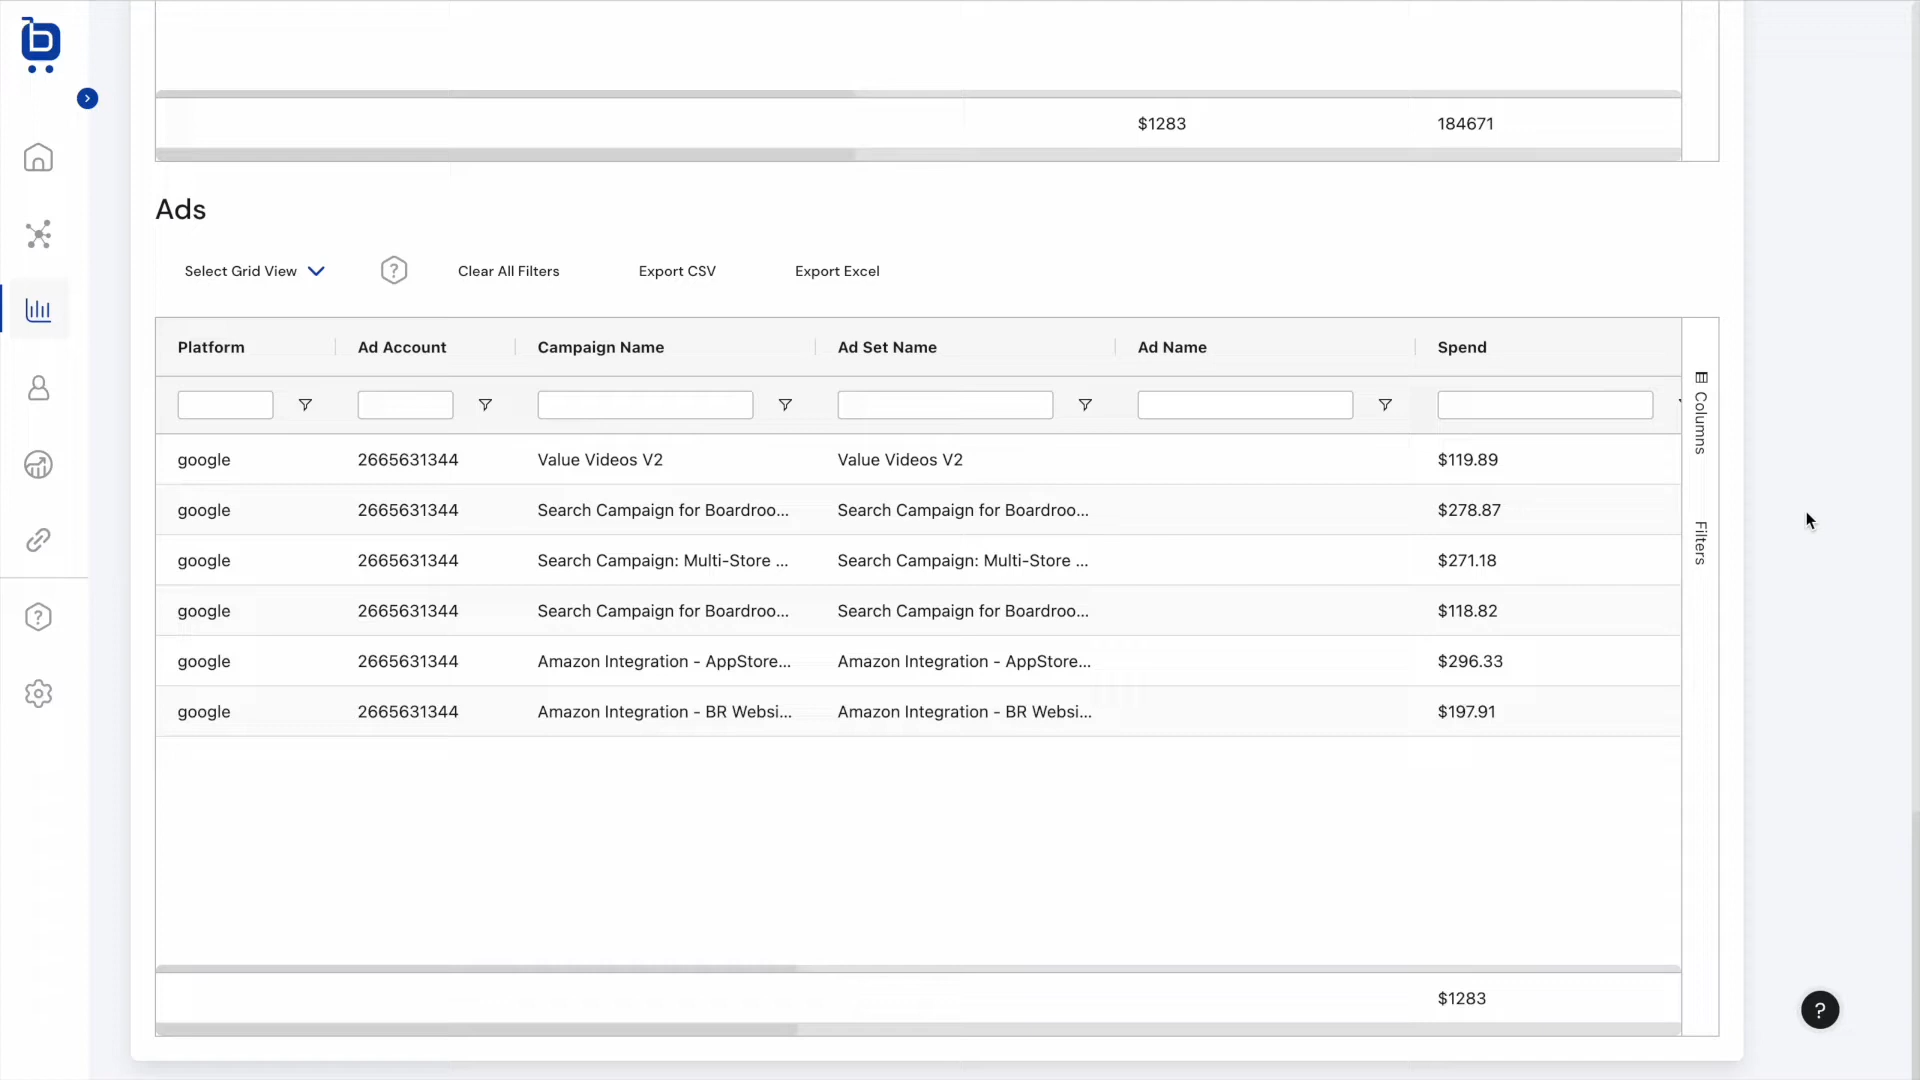 b
$1283 184671
Ads
Select Grid View ? Clear All Filters Export CSV Export Excel
Platform Ad Account Campaign Name Ad Set Name Ad Name Spend
google 2665631344 Value Videos V2 Value Videos V2 $119.89
google 2665631344 Search Campaign for Boardroo... Search Campaign for Boardroo... $278.87
google 2665631344 Search Campaign: Multi-Store ... Search Campaign: Multi-Store ... $271.18
google 2665631344 Search Campaign for Boardroo... Search Campaign for Boardroo... $118.82
google 2665631344 Amazon Integration - AppStore... Amazon Integration - AppStore... $296.33
google 2665631344 Amazon Integration - BR Websi... Amazon Integration - BR Websi... $197.91
$1283
Columns
Filters
?
?